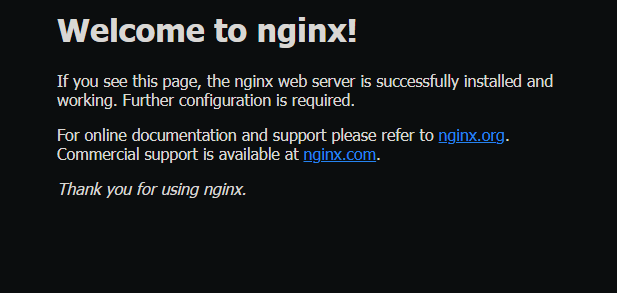 Welcome to nginx!
If you see this page, the nginx web server is successfully installed and
working. Further configuration is required.
For online documentation and support please refer to nginx.org.
Commercial support is available at nginx.com.
Thank you for using nginx.